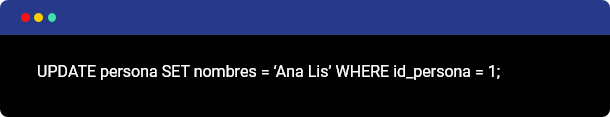 UPDATE persona SET nombres = ‘Ana Lis’ WHERE id_persona = 1;